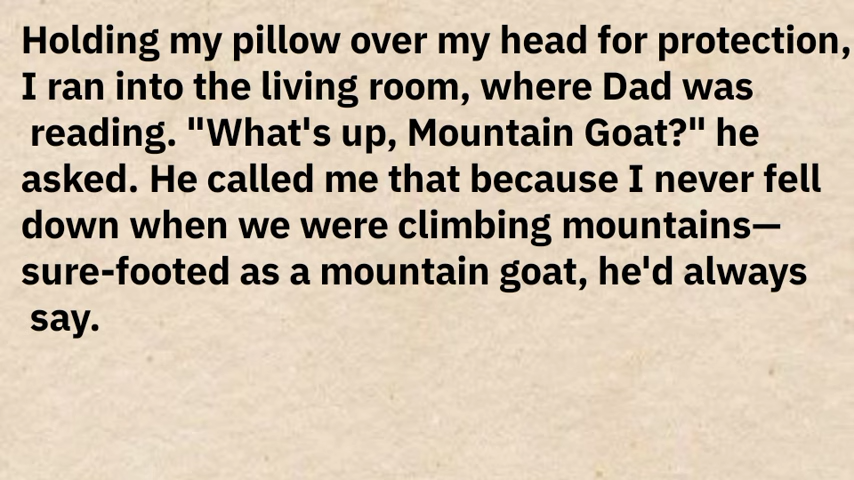 Holding my pillow over my head for protection,
I ran into the living room, where Dad was
reading. "What's up, Mountain Goat?" he
asked. He called me that because I never fell
down when we were climbing mountains—
sure-footed as a mountain goat, he'd always
say.